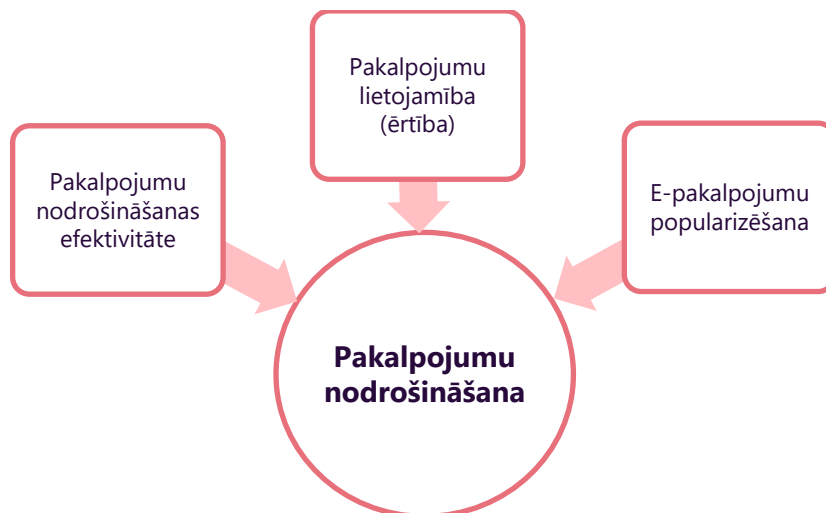 Pakalpojumu
lietojamība
(ērtība)
Pakalpojumu
nodrošināšanas
efektivitāte
E-pakalpojumu
popularizēšana
Pakalpojumu
nodrošināšana